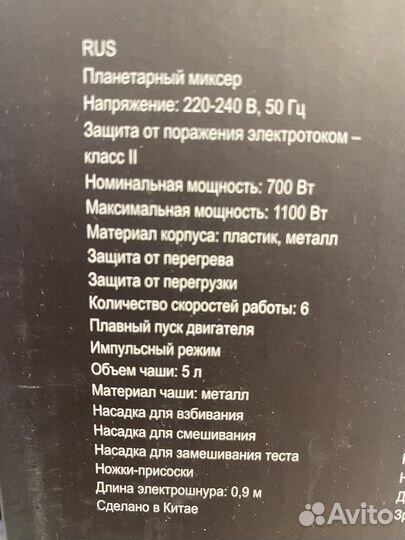 RUS
Планетарный миксер
Напряжение: 220-240 В, 50 Гц
Защита от поражения электротоком –
класс II
Номинальная мощность: 700 Вт
Максимальная мощность: 1100 Вт
Материал корпуса: пластик, металл
Защита от перегрева
Защита от перегрузки
Количество скоростей работы: 6
Плавный пуск двигателя
Импульсный режим
Объем чаши: 5 л
Материал чаши: металл
Насадка для взбивания
Насадка для смешивания
Насадка для замешивания теста
Ножки-присоски
Длина электрошнура: 0,9 м
Сделано в Китае
Avito